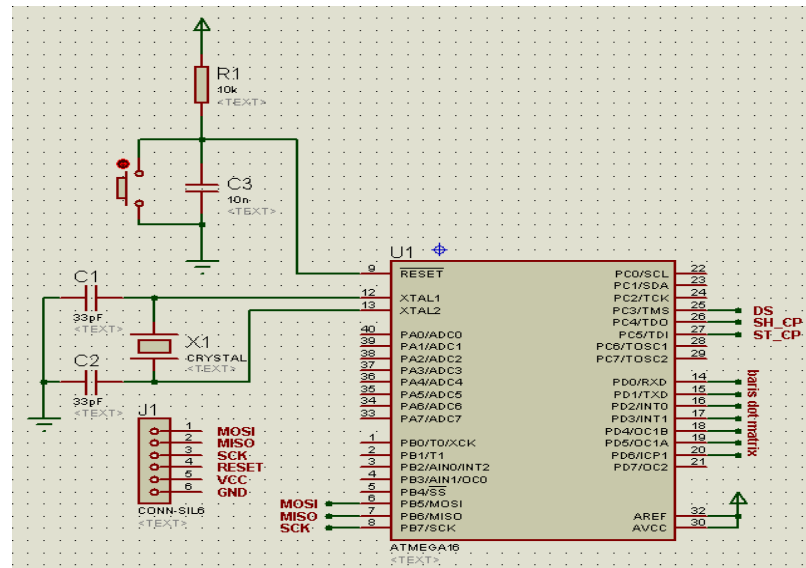 R1
10k
<TEXT>
C3
10n
<TEXT>
C1
33pF
<TEXT>
X1
CRYSTAL
<TEXT>
C2
33pF
<TEXT>
J1
1 MOSI
2 MISO
3 SCK
4 RESET
5 VCC
6 GND
CONN-SIL6
<TEXT>
U1
9 RESET
12 XTAL1
13 XTAL2
40 PA0/ADC0
39 PA1/ADC1
38 PA2/ADC2
37 PA3/ADC3
36 PA4/ADC4
35 PA5/ADC5
34 PA6/ADC6
33 PA7/ADC7
1 PB0/T0/XCK
2 PB1/T1
3 PB2/AIN0/INT2
4 PB3/AIN1/OC0
5 PB4/SS
MOSI 6 PB5/MOSI
MISO 7 PB6/MISO
SCK 8 PB7/SCK
PC0/SCL 22
PC1/SDA 23
PC2/TCK 24
PC3/TMS 25 DS
PC4/TDO 26 SH_CP
PC5/TDI 27 ST_CP
PC6/TOSC1 28
PC7/TOSC2 29
PD0/RXD 14
PD1/TXD 15
PD2/INT0 16
PD3/INT1 17
PD4/OC1B 18
PD5/OC1A 19
PD6/ICP1 20
PD7/OC2 21
baris dot matrix
AREF 32
AVCC 30
ATMEGA16
<TEXT>